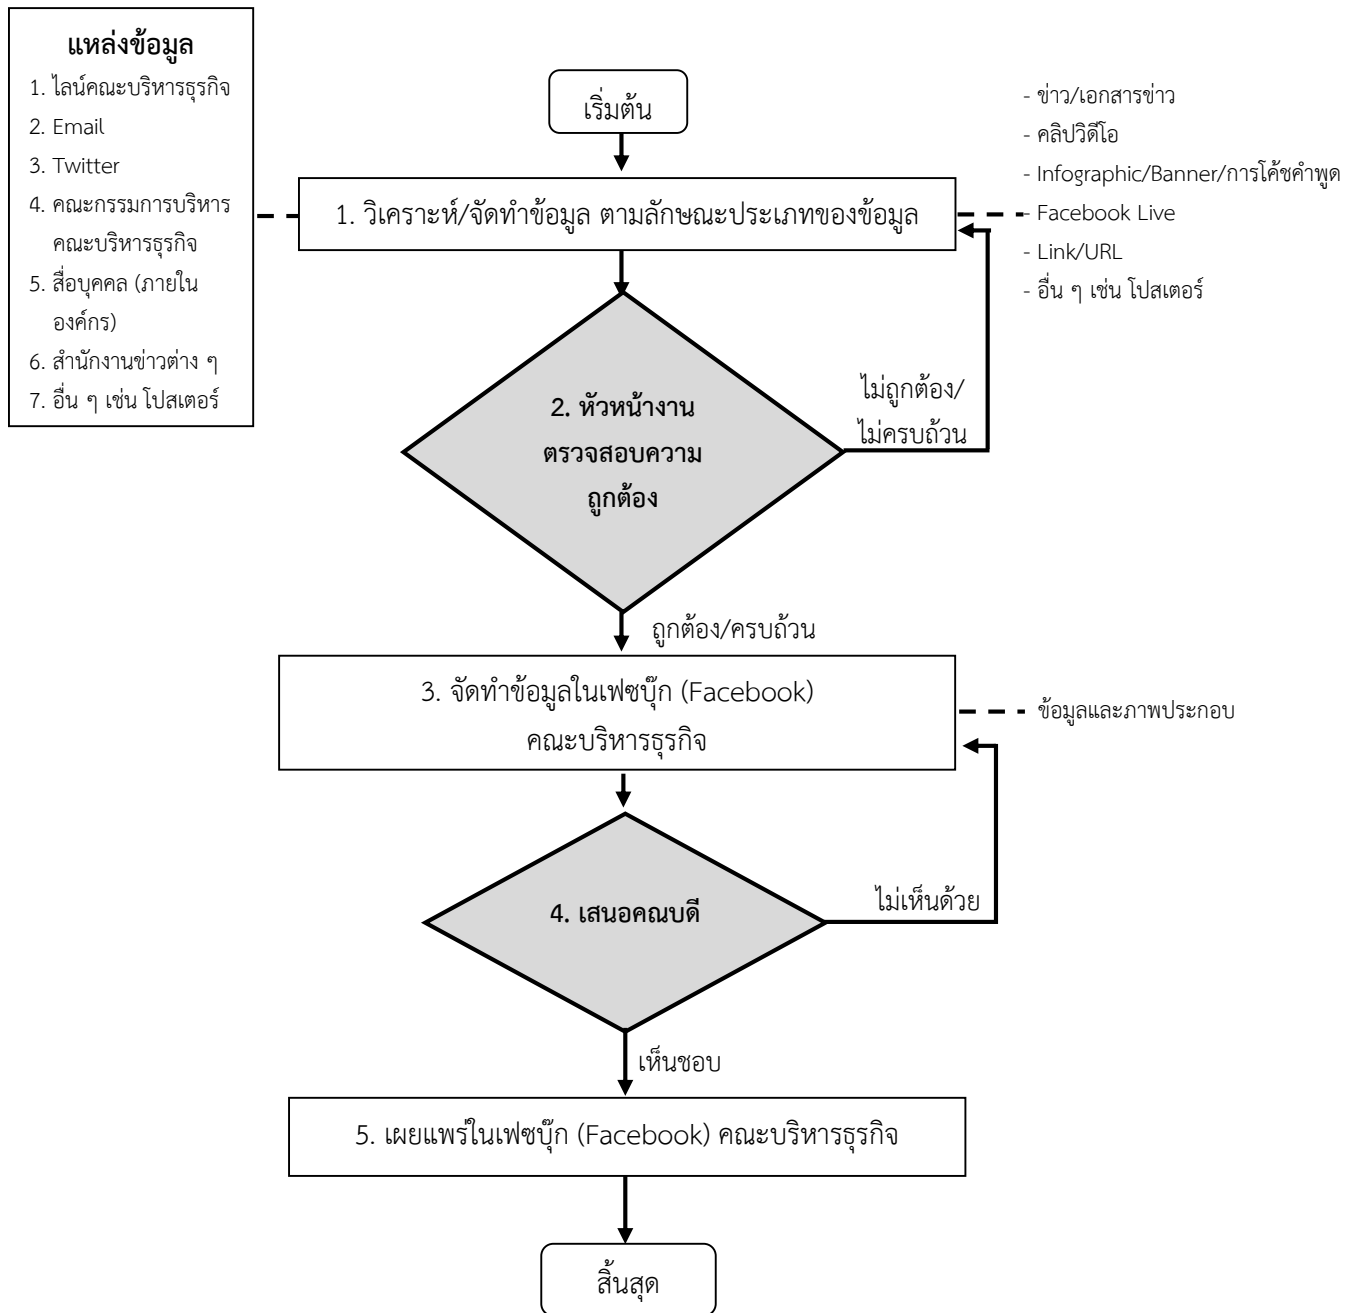 แหล่งข้อมูล
1. ไลน์คณะบริหารธุรกิจ
2. Email
3. Twitter
4. คณะกรรมการบริหาร
คณะบริหารธุรกิจ
5. สื่อบุคคล (ภายใน
องค์กร)
6. สำนักงานข่าวต่าง ๆ
7. อื่น ๆ เช่น โปสเตอร์
เริ่มต้น
- ข่าว/เอกสารข่าว
- คลิปวิดีโอ
- Infographic/Banner/การโค้ชคำพูด
- Facebook Live
- Link/URL
- อื่น ๆ เช่น โปสเตอร์
1. วิเคราะห์/จัดทำข้อมูล ตามลักษณะประเภทของข้อมูล
2. หัวหน้างาน
ตรวจสอบความ
ถูกต้อง
ไม่ถูกต้อง/
ไม่ครบถ้วน
ถูกต้อง/ครบถ้วน
3. จัดทำข้อมูลในเฟซบุ๊ก (Facebook)
คณะบริหารธุรกิจ
ข้อมูลและภาพประกอบ
4. เสนอคณบดี
ไม่เห็นด้วย
เห็นชอบ
5. เผยแพร่ในเฟซบุ๊ก (Facebook) คณะบริหารธุรกิจ
สิ้นสุด